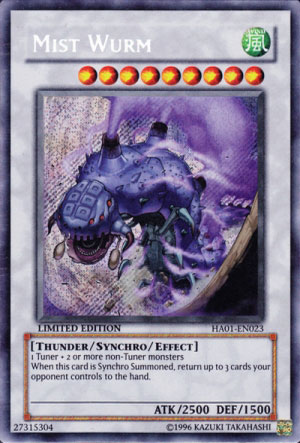 MIST WURM
WIND
風
LIMITED EDITION HA01-EN023
[THUNDER/SYNCHRO/EFFECT]
1 Tuner + 2 or more non-Tuner monsters
When this card is Synchro Summoned, return up to 3 cards your
opponent controls to the hand.
ATK/2500 DEF/1500
27315304 ©1996 KAZUKI TAKAHASHI